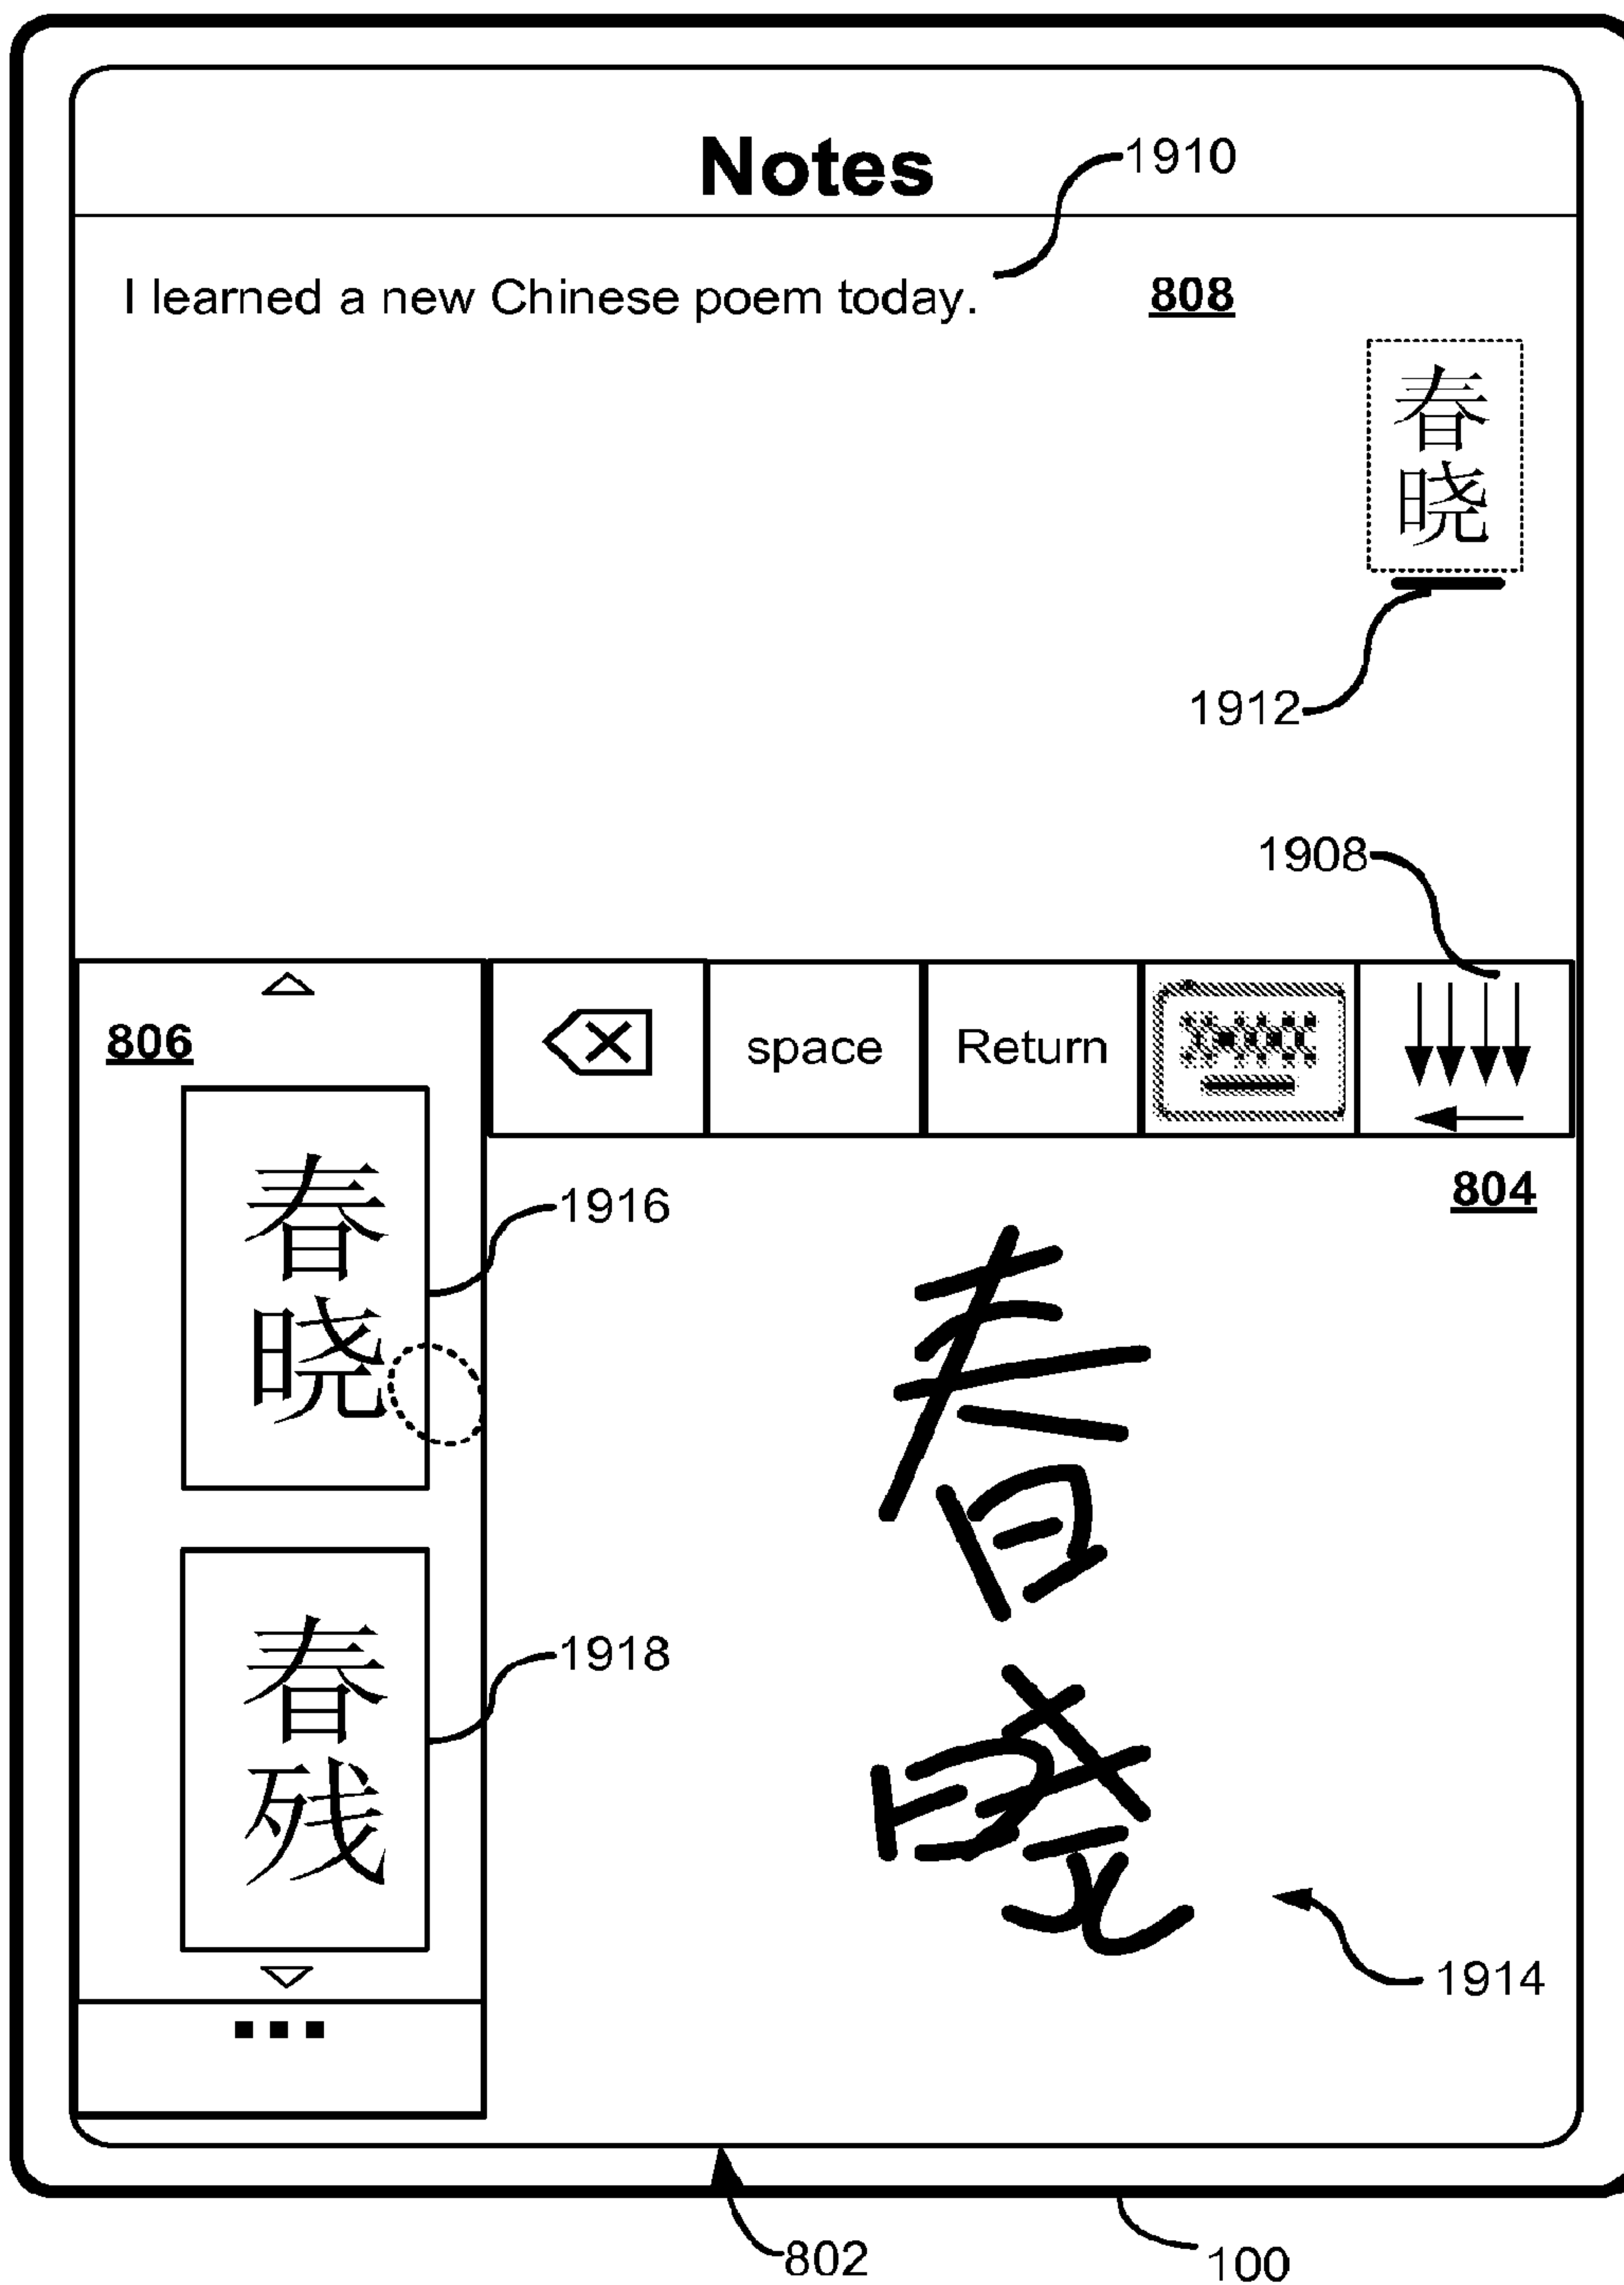 Notes
1910
I learned a new Chinese poem today.
808
春晓
1912
1908
806
space
Return
804
春晓
1916
春晓
春残
1918
1914
802
100